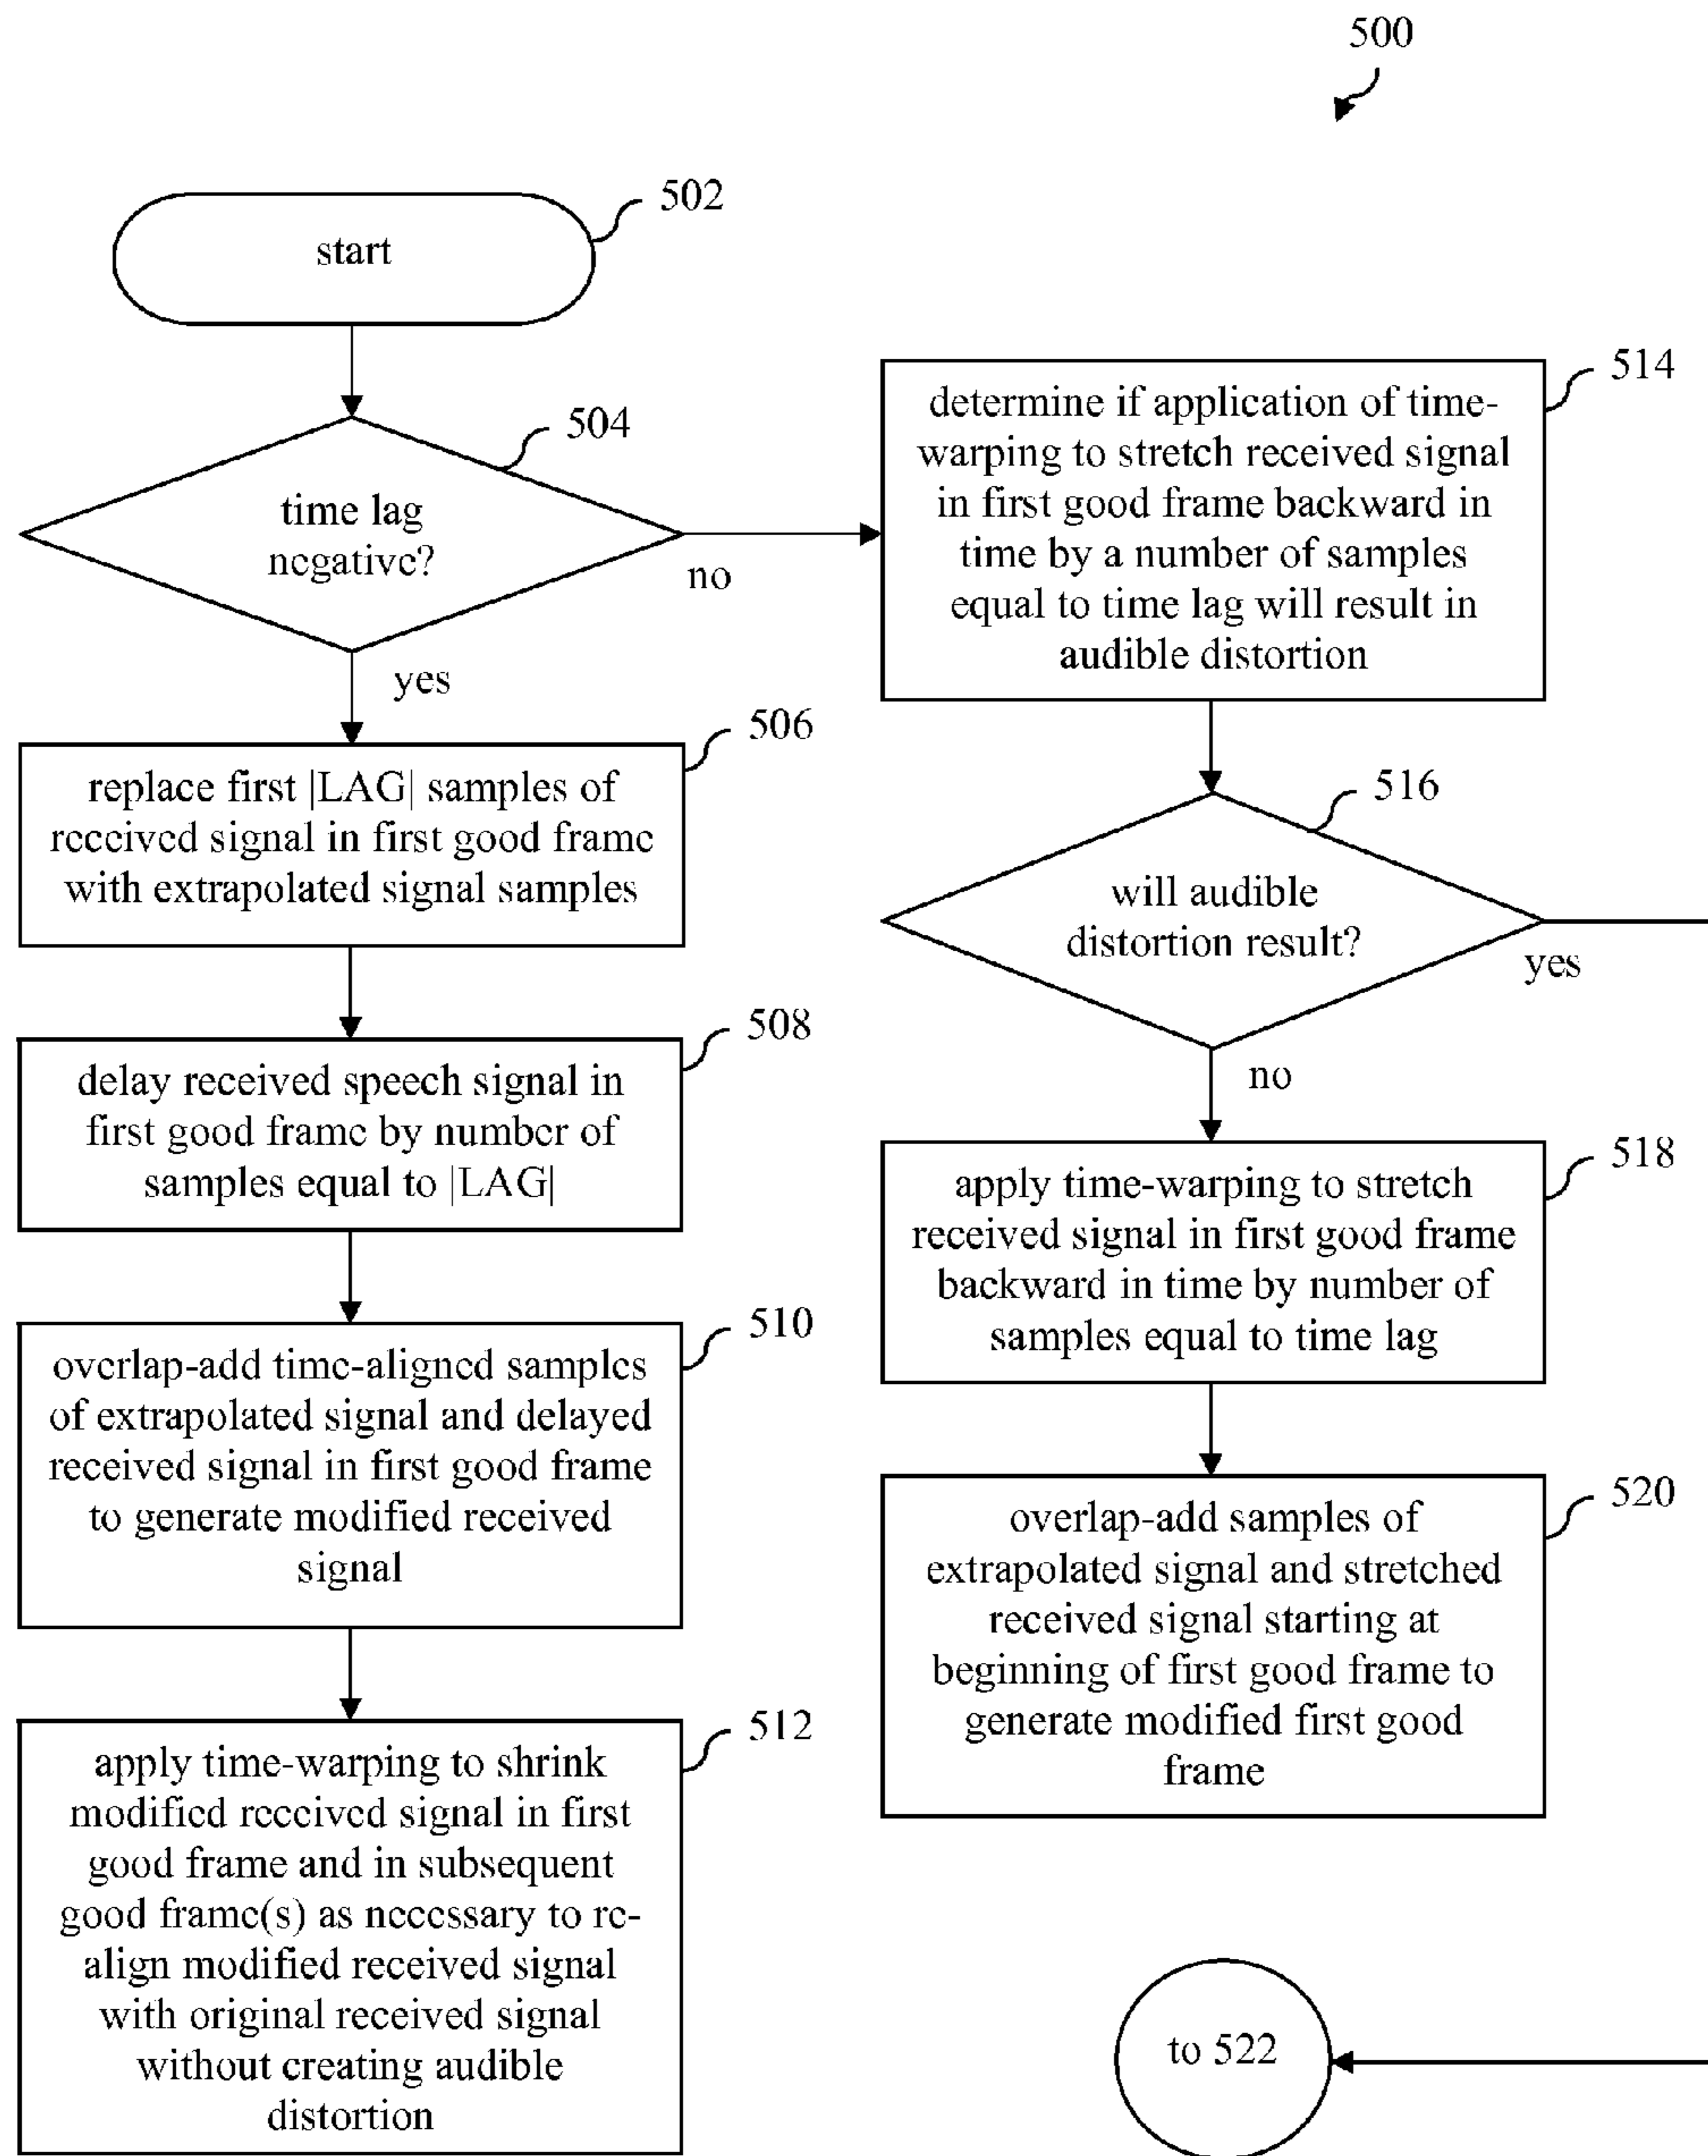 500
502
start
504
time lag
negative?
no
yes
506
replace first |LAG| samples of
received signal in first good frame
with extrapolated signal samples
508
delay received speech signal in
first good frame by number of
samples equal to |LAG|
510
overlap-add time-aligned samples
of extrapolated signal and delayed
received signal in first good frame
to generate modified received
signal
512
apply time-warping to shrink
modified received signal in first
good frame and in subsequent
good frame(s) as necessary to re-
align modified received signal
with original received signal
without creating audible
distortion
514
determine if application of time-
warping to stretch received signal
in first good frame backward in
time by a number of samples
equal to time lag will result in
audible distortion
516
will audible
distortion result?
yes
no
518
apply time-warping to stretch
received signal in first good frame
backward in time by number of
samples equal to time lag
520
overlap-add samples of
extrapolated signal and stretched
received signal starting at
beginning of first good frame to
generate modified first good
frame
to 522